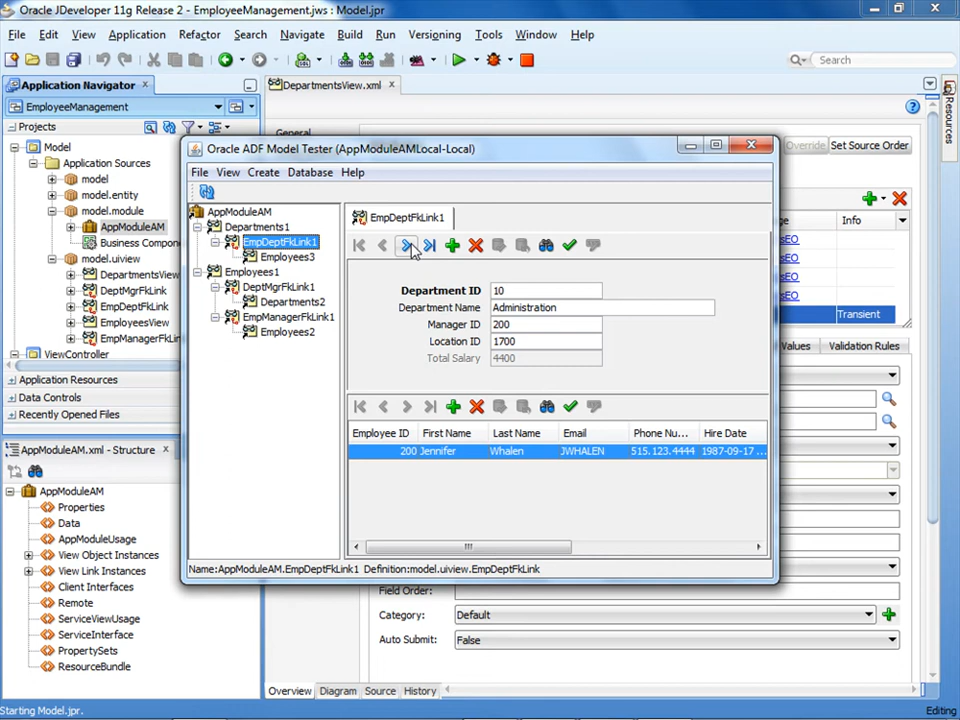 Oracle JDeveloper 11g Release 2 - EmployeeManagement.jws : Model.jpr
File Edit View Application Refactor Search Navigate Build Run Versioning Tools Window Help
Search
Application Navigator
DepartmentsView.xml
EmployeeManagement
Projects
General
Model
Application Sources
model
model.entity
model.module
AppModuleAM
Business Compon
model.uiview
DepartmentsView
DeptMgrFkLink
EmpDeptFkLink
EmployeesView
EmpManagerFkLin
ViewController
Application Resources
Data Controls
Recently Opened Files
AppModuleAM.xml - Structure
AppModuleAM
Properties
Data
AppModuleUsage
View Object Instances
View Link Instances
Client Interfaces
Remote
ServiceViewUsage
ServiceInterface
PropertySets
ResourceBundle
Oracle ADF Model Tester (AppModuleAMLocal-Local)
File View Create Database Help
AppModuleAM
Departments1
EmpDeptFkLink1
Employees3
Employees1
DeptMgrFkLink1
Departments2
EmpManagerFkLink1
Employees2
EmpDeptFkLink1
Department ID 10
Department Name Administration
Manager ID 200
Location ID 1700
Total Salary 4400
Employee ID First Name Last Name Email Phone Nu... Hire Date
200 Jennifer Whalen JWHALEN 515.123.4444 1987-09-17 ...
Name:AppModuleAM.EmpDeptFkLink1 Definition:model.uiview.EmpDeptFkLink
Override Set Source Order
Info
Transient
Values Validation Rules
Resources
Field Order:
Category: Default
Auto Submit: False
Overview Diagram Source History
Starting Model.jpr.
Editing